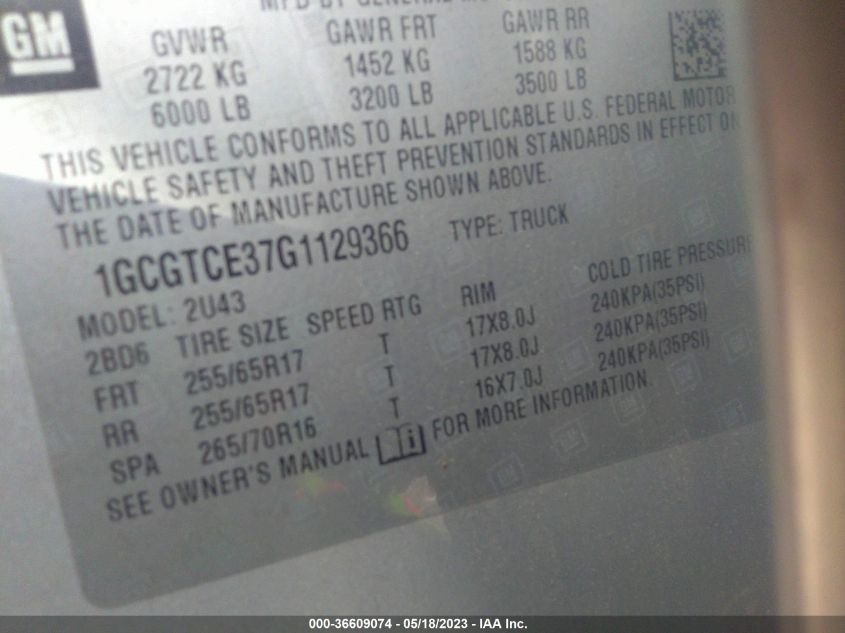 GM
MFD BY GENERAL
GVWR GAWR FRT GAWR RR
2722 KG 1452 KG 1588 KG
6000 LB 3200 LB 3500 LB
THIS VEHICLE CONFORMS TO ALL APPLICABLE U.S. FEDERAL MOTOR
VEHICLE SAFETY AND THEFT PREVENTION STANDARDS IN EFFECT ON
THE DATE OF MANUFACTURE SHOWN ABOVE.
1GCGTCE37G1129366 TYPE: TRUCK
MODEL: 2U43
2BD6 TIRE SIZE SPEED RTG RIM COLD TIRE PRESSURE
FRT 255/65R17 T 17X8.0J 240KPA(35PSI)
RR 255/65R17 T 17X8.0J 240KPA(35PSI)
SPA 265/70R16 T 16X7.0J 240KPA(35PSI)
SEE OWNER'S MANUAL FOR MORE INFORMATION.
000-36609074 - 05/18/2023 - IAA Inc.